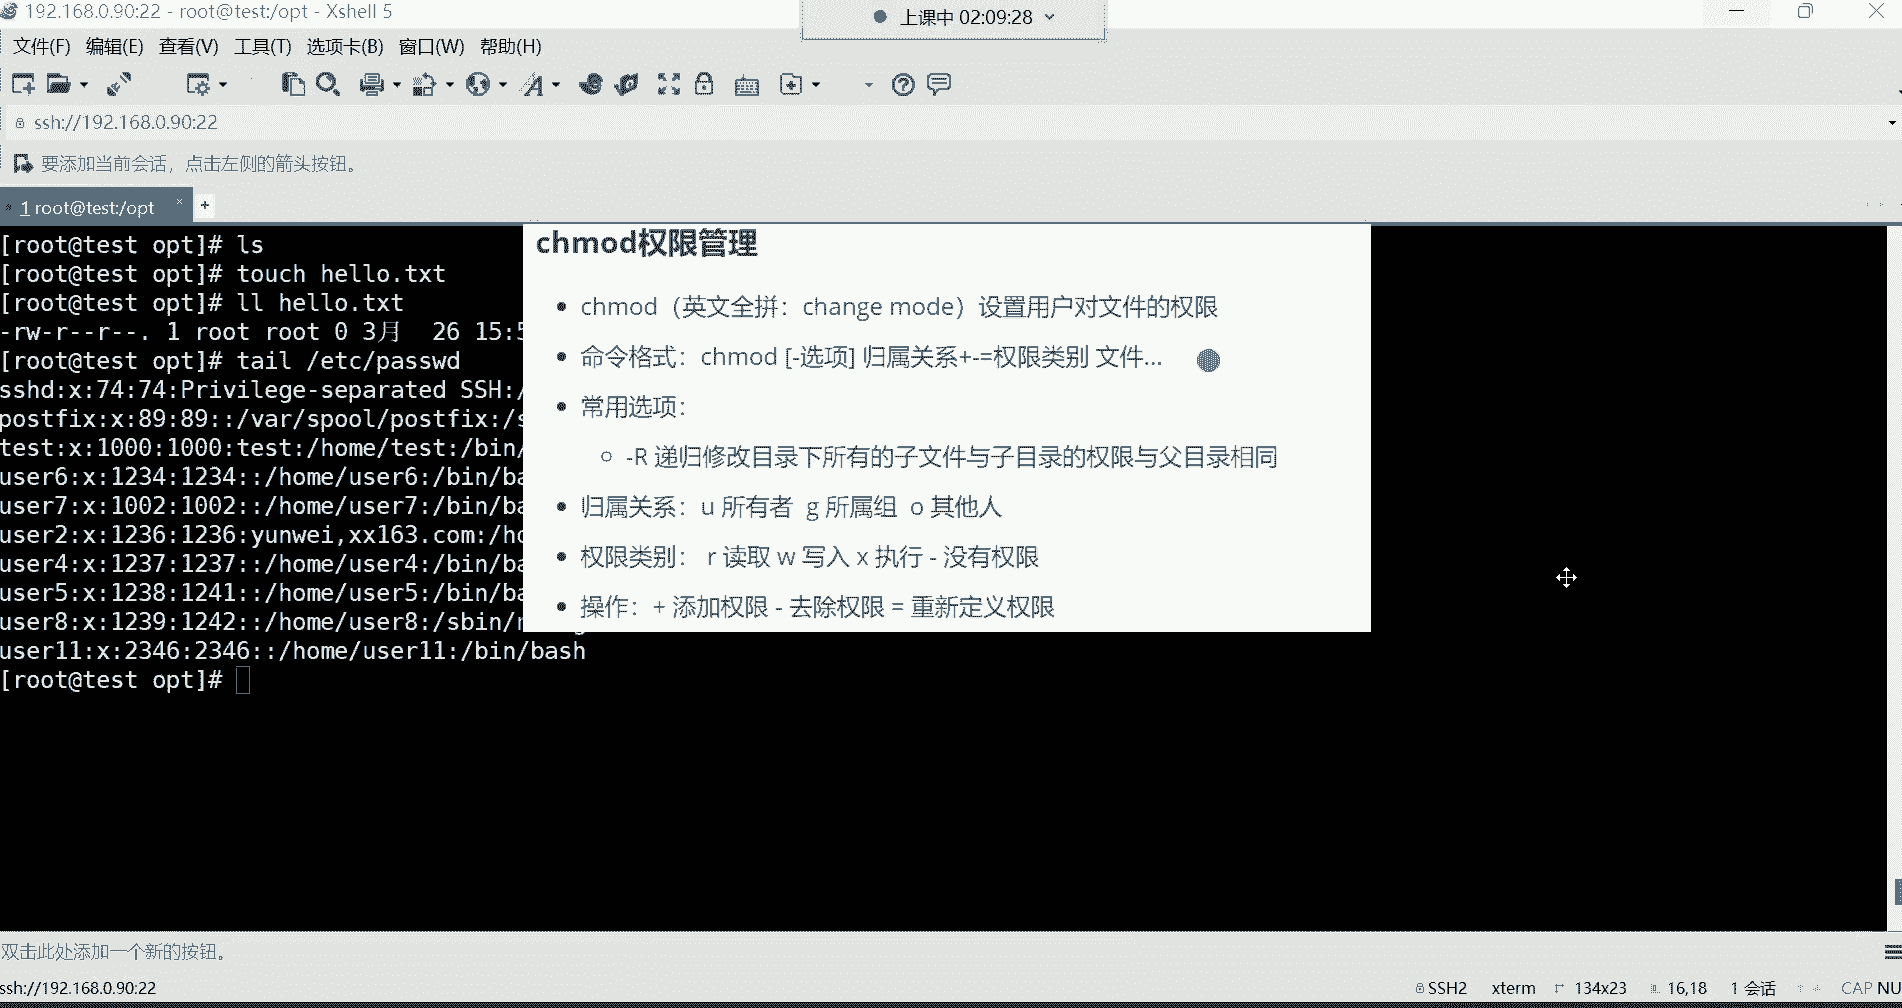 192.168.0.90:22 - root@test:/opt - Xshell 5
上课中 02:09:28
文件(F) 编辑(E) 查看(V) 工具(T) 选项卡(B) 窗口(W) 帮助(H)
ssh://192.168.0.90:22
要添加当前会话，点击左侧的箭头按钮。
1 root@test:/opt × +
[root@test opt]# ls
[root@test opt]# touch hello.txt
[root@test opt]# ll hello.txt
-rw-r--r--. 1 root root 0 3月 26 15:5
[root@test opt]# tail /etc/passwd
sshd:x:74:74:Privilege-separated SSH:/
postfix:x:89:89::/var/spool/postfix:/s
test:x:1000:1000:test:/home/test:/bin/
user6:x:1234:1234::/home/user6:/bin/ba
user7:x:1002:1002::/home/user7:/bin/ba
user2:x:1236:1236:yunwei,xx163.com:/ho
user4:x:1237:1237::/home/user4:/bin/ba
user5:x:1238:1241::/home/user5:/bin/ba
user8:x:1239:1242::/home/user8:/sbin/n
user11:x:2346:2346::/home/user11:/bin/bash
[root@test opt]#
chmod权限管理
• chmod（英文全拼：change mode）设置用户对文件的权限
• 命令格式：chmod [-选项] 归属关系+-=权限类别 文件...
• 常用选项：
○ -R 递归修改目录下所有的子文件与子目录的权限与父目录相同
• 归属关系：u 所有者 g 所属组 o 其他人
• 权限类别： r 读取 w 写入 x 执行 - 没有权限
• 操作：+ 添加权限 - 去除权限 = 重新定义权限
双击此处添加一个新的按钮。
ssh://192.168.0.90:22
SSH2 xterm 134x23 16,18 1 会话 CAP NU